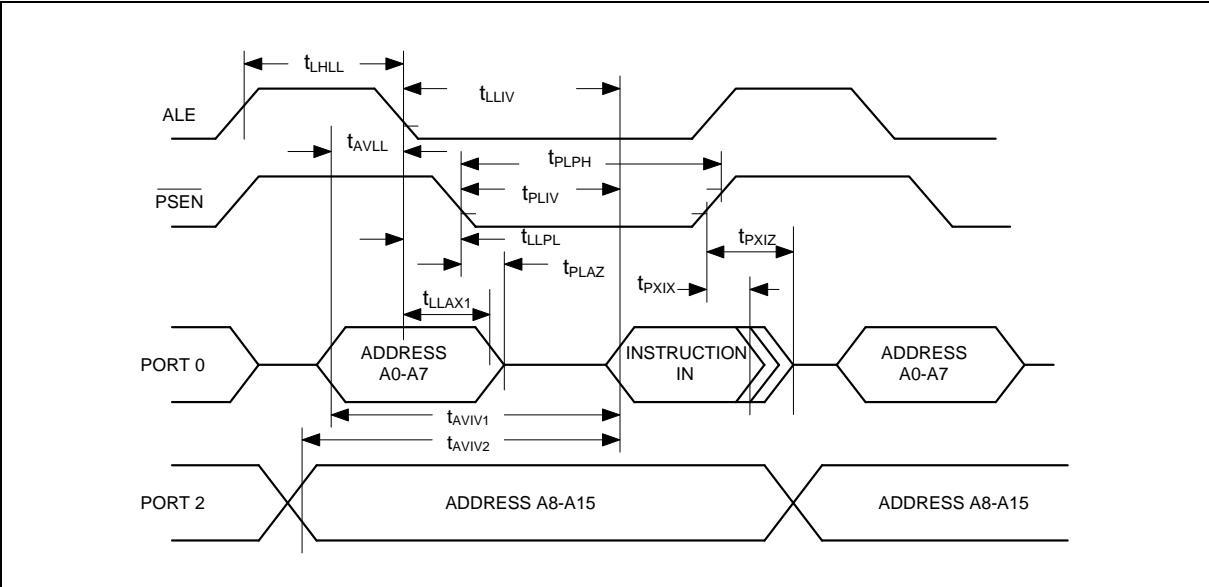 tLHLL
tLLIV
ALE
tAVLL
tPLPH
PSEN
tPLIV
tLLPL
tPXIZ
tPLAZ
tPXIX
tLLAX1
PORT 0
ADDRESS
A0-A7
INSTRUCTION
IN
ADDRESS
A0-A7
tAVIV1
tAVIV2
PORT 2
ADDRESS A8-A15
ADDRESS A8-A15